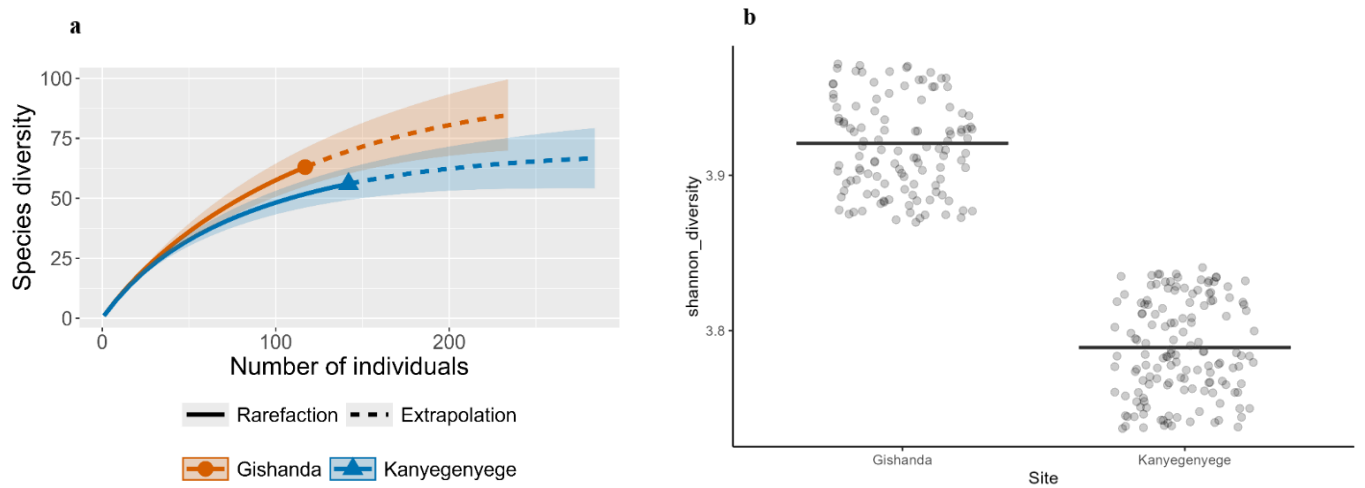 a
100
75
50
25
0
Species diversity
0 100 200
Number of individuals
Rarefaction Extrapolation
Gishanda Kanyegenyege
b
3.9
3.8
shannon_diversity
Gishanda Kanyegenyege
Site